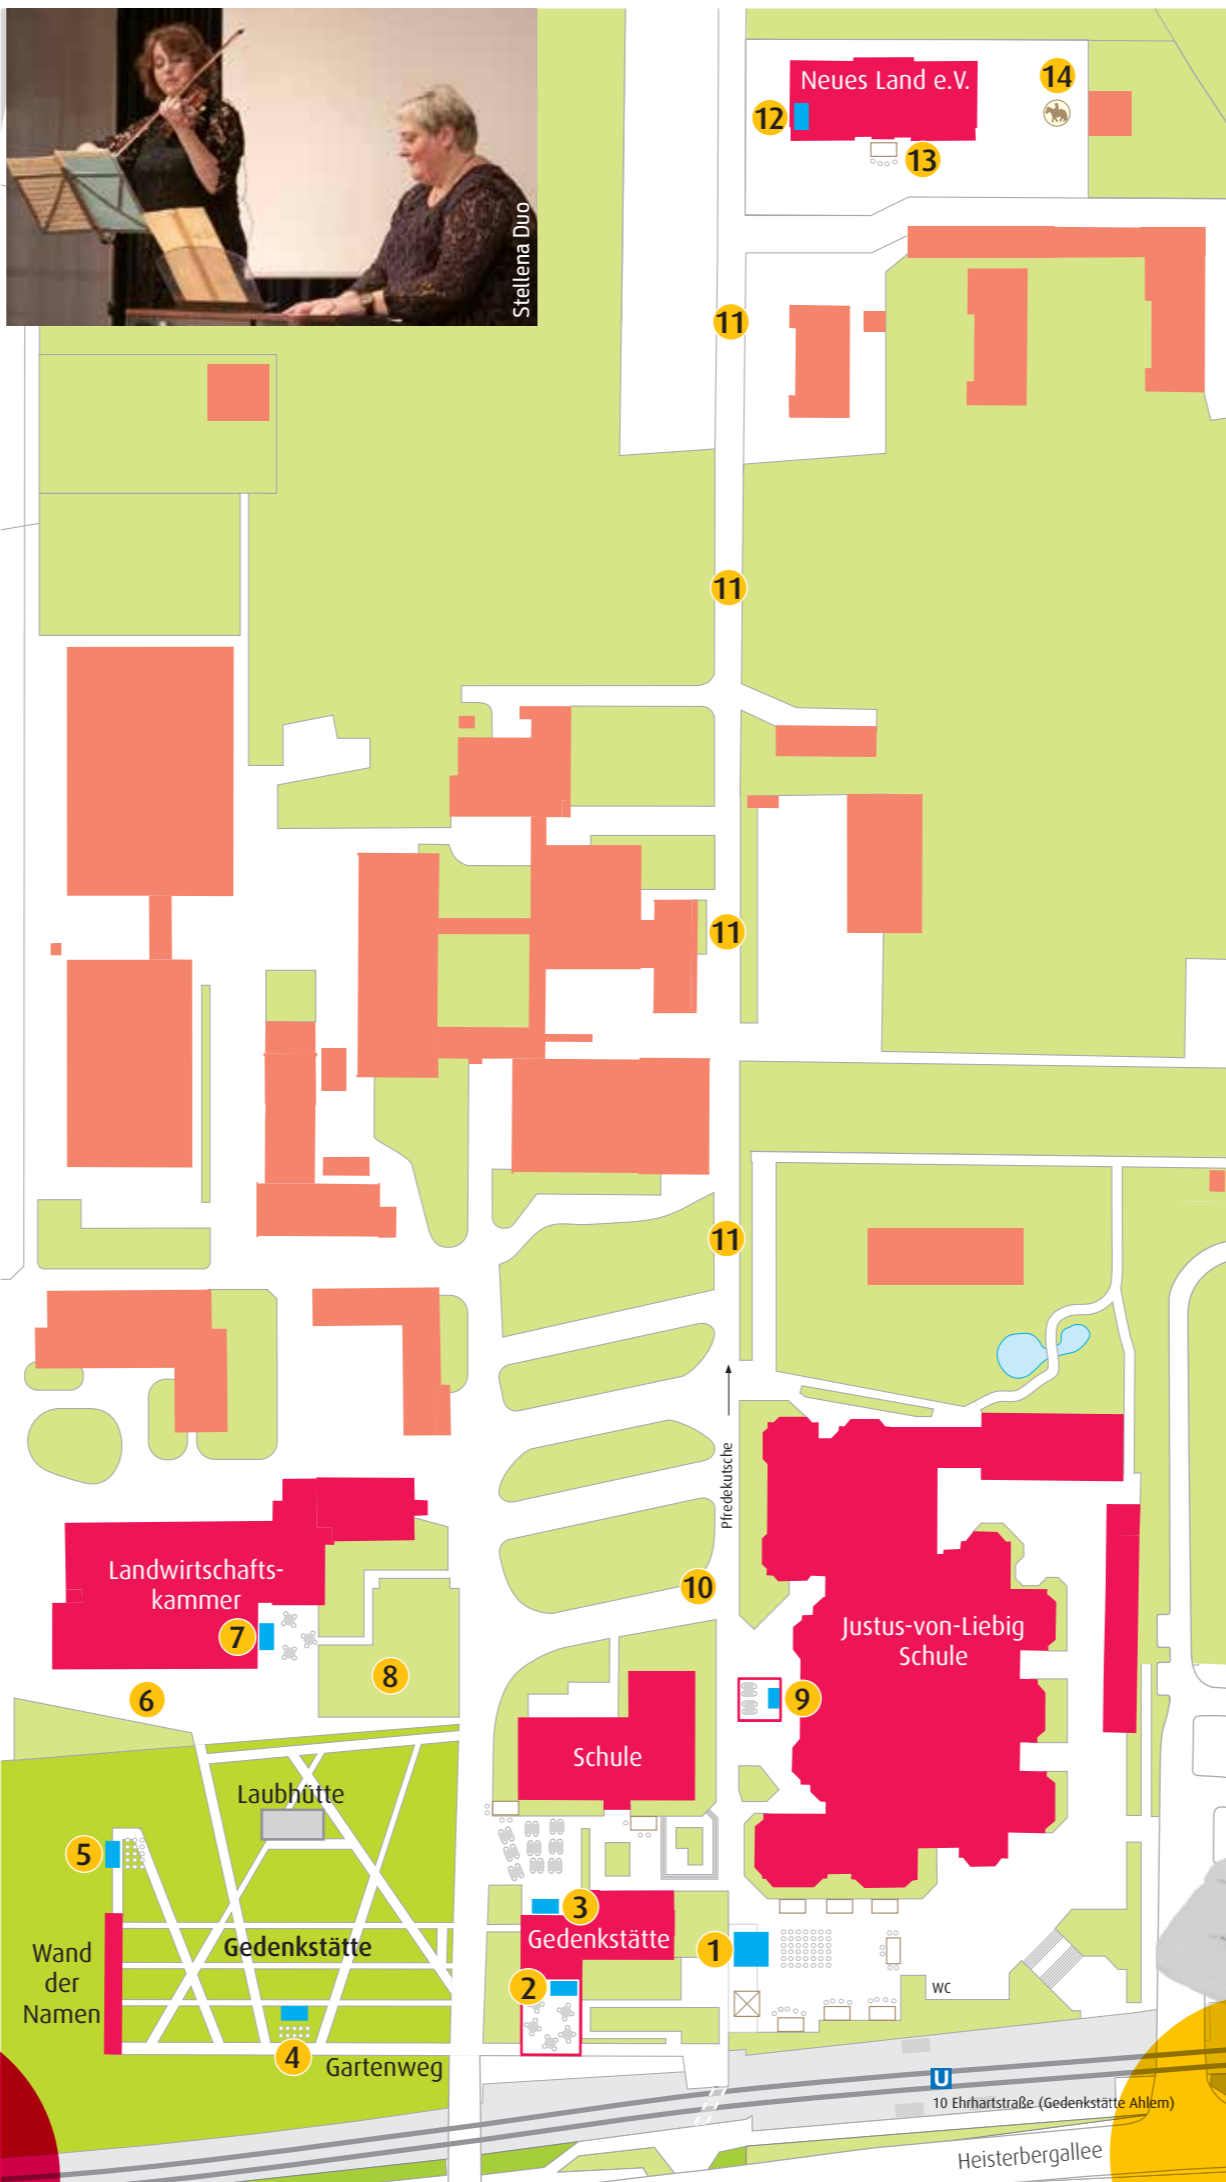 Stellena Duo
Neues Land e.V.
14
12
13
11
11
11
11
Pfredekutsche
Landwirtschafts-
kammer
7
8
6
10
Justus-von-Liebig
Schule
9
Schule
Laubhütte
5
3
Gedenkstätte
1
2
Wand
der
Namen
Gedenkstätte
4
Gartenweg
WC
U
10 Ehrhartstraße (Gedenkstätte Ahlem)
Heisterbergallee